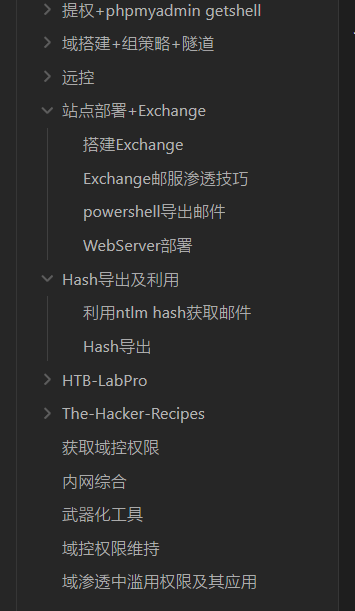 提权+phpmyadmin getshell
域搭建+组策略+隧道
远控
站点部署+Exchange
搭建Exchange
Exchange邮服渗透技巧
powershell导出邮件
WebServer部署
Hash导出及利用
利用ntlm hash获取邮件
Hash导出
HTB-LabPro
The-Hacker-Recipes
获取域控权限
内网综合
武器化工具
域控权限维持
域渗透中滥用权限及其应用